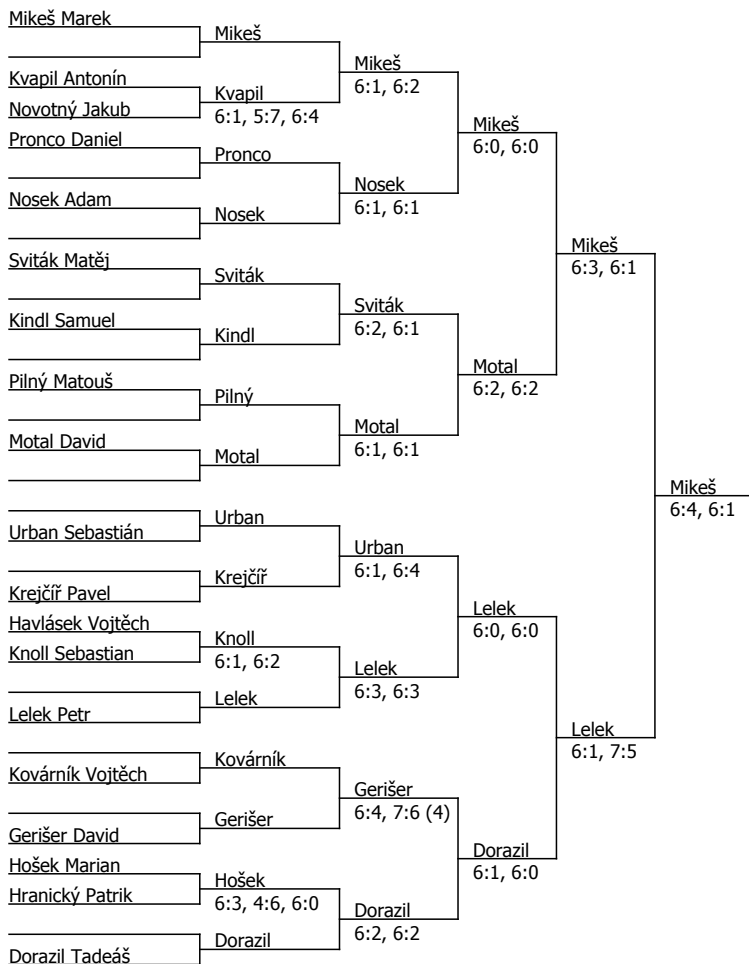 Mikeš Marek
Mikeš
Mikeš
6:1, 6:2
Kvapil Antonín
Kvapil
Novotný Jakub
6:1, 5:7, 6:4
Mikeš
6:0, 6:0
Pronco Daniel
Pronco
Nosek
6:1, 6:1
Nosek Adam
Nosek
Mikeš
6:3, 6:1
Sviták Matěj
Sviták
Sviták
6:2, 6:1
Kindl Samuel
Kindl
Motal
6:2, 6:2
Pilný Matouš
Pilný
Motal
6:1, 6:1
Motal David
Motal
Mikeš
6:4, 6:1
Urban
Urban Sebastián
Urban
6:1, 6:4
Krejčíř
Krejčíř Pavel
Lelek
6:0, 6:0
Havlásek Vojtěch
Knoll
Knoll Sebastian
6:1, 6:2
Lelek
6:3, 6:3
Lelek
Lelek Petr
Lelek
6:1, 7:5
Kovárník
Kovárník Vojtěch
Gerišer
6:4, 7:6 (4)
Gerišer
Gerišer David
Dorazil
6:1, 6:0
Hošek Marian
Hošek
Hranický Patrik
6:3, 4:6, 6:0
Dorazil
6:2, 6:2
Dorazil
Dorazil Tadeáš